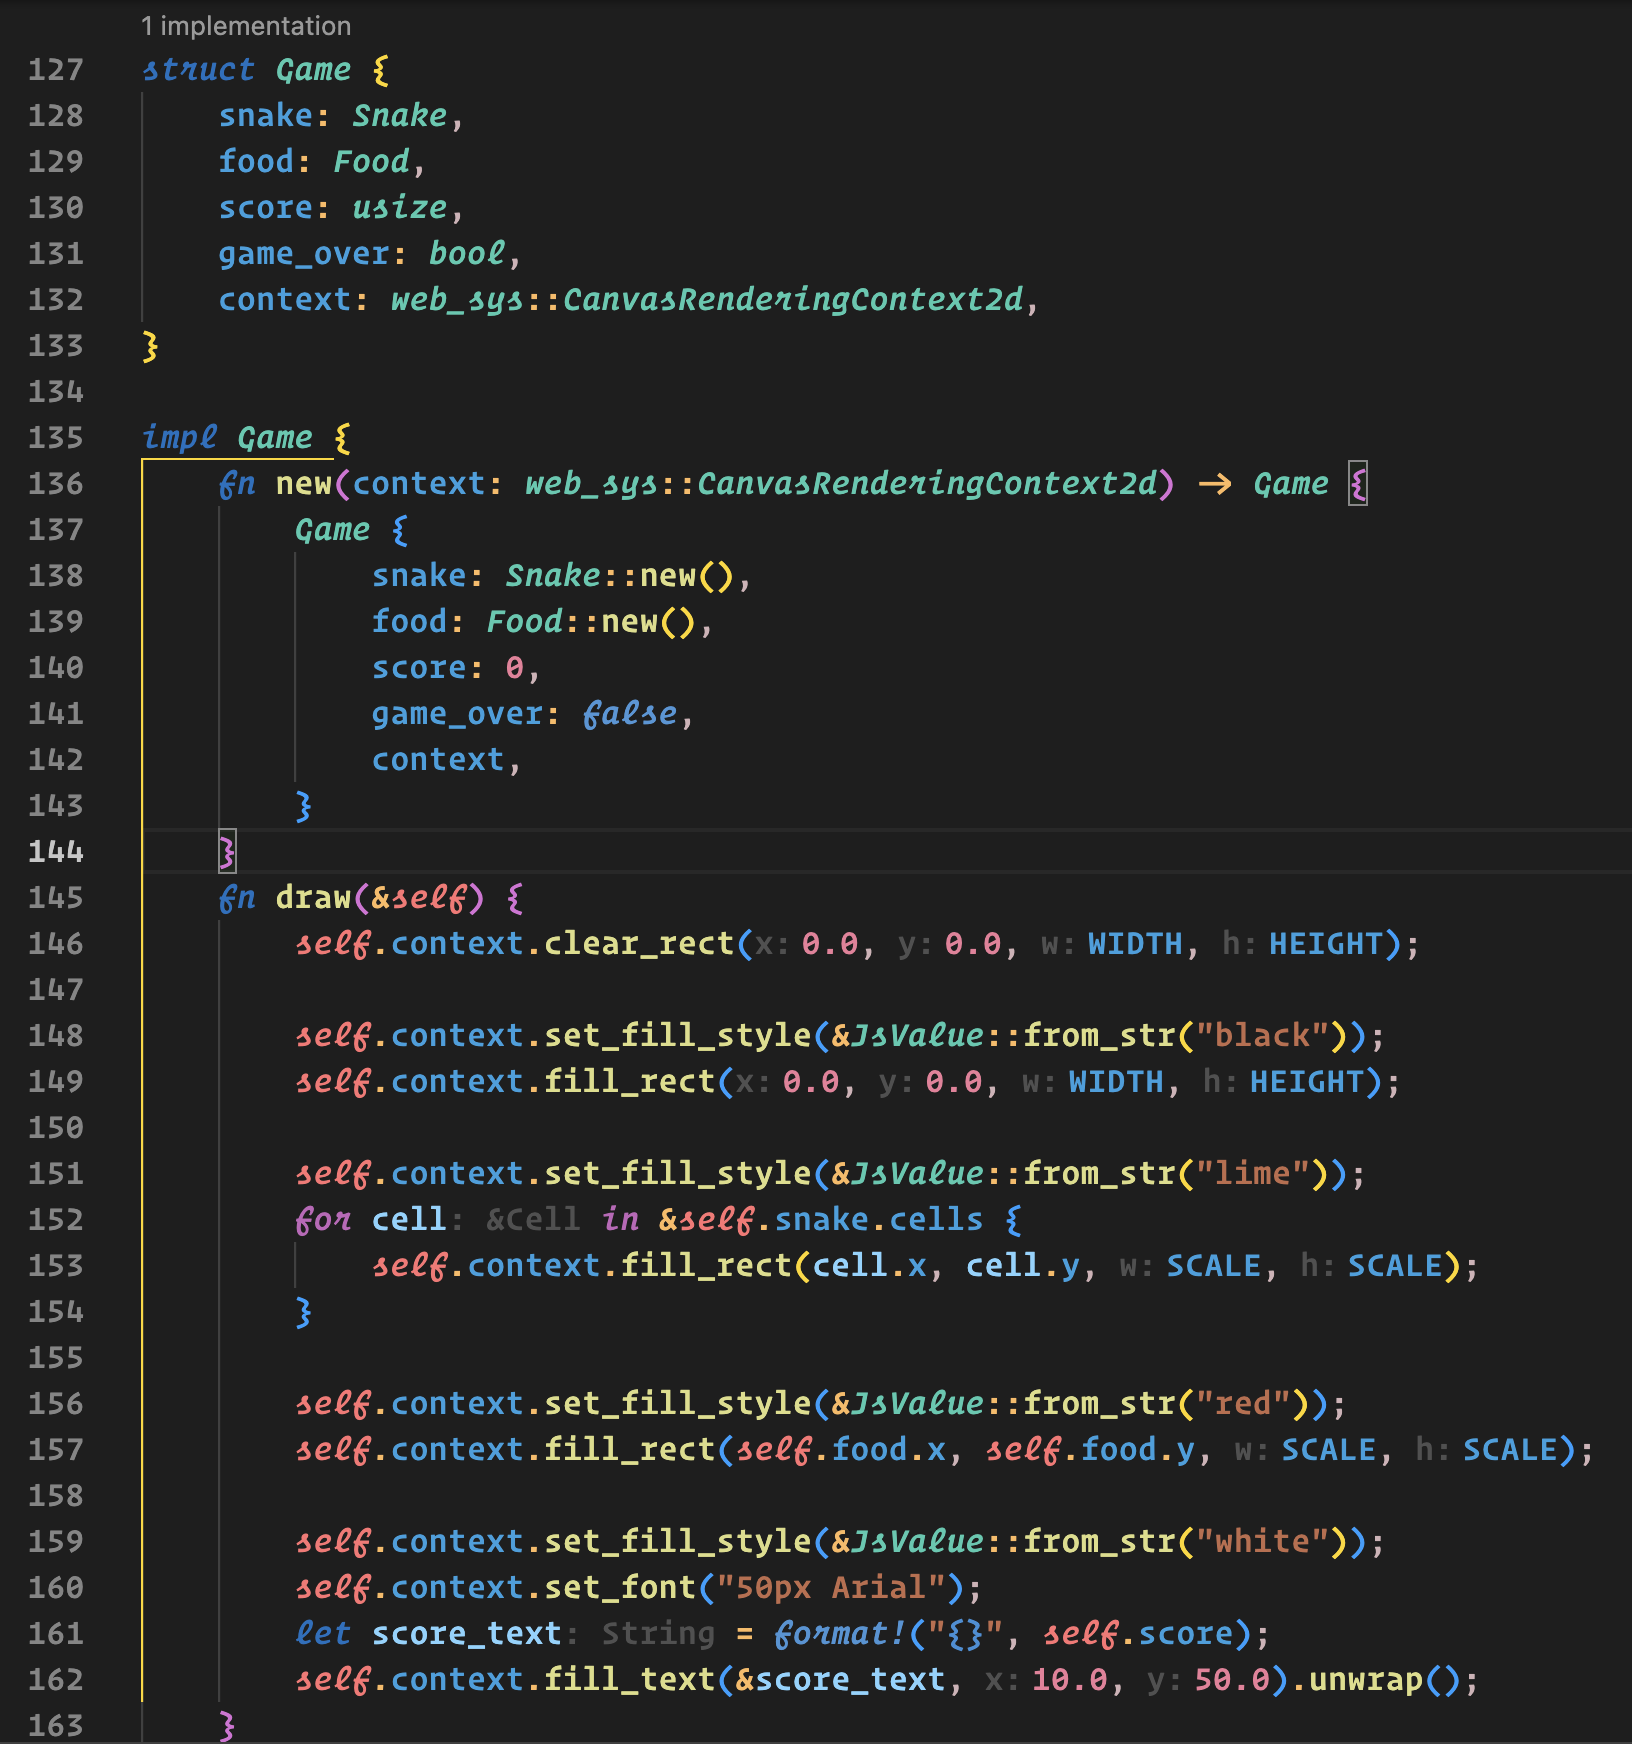 1 implementation
127 struct Game {
128     snake: Snake,
129     food: Food,
130     score: usize,
131     game_over: bool,
132     context: web_sys::CanvasRenderingContext2d,
133 }
134
135 impl Game {
136     fn new(context: web_sys::CanvasRenderingContext2d) -> Game {
137         Game {
138             snake: Snake::new(),
139             food: Food::new(),
140             score: 0,
141             game_over: false,
142             context,
143         }
144     }
145     fn draw(&self) {
146         self.context.clear_rect(x: 0.0, y: 0.0, w: WIDTH, h: HEIGHT);
147
148         self.context.set_fill_style(&JsValue::from_str("black"));
149         self.context.fill_rect(x: 0.0, y: 0.0, w: WIDTH, h: HEIGHT);
150
151         self.context.set_fill_style(&JsValue::from_str("lime"));
152         for cell: &Cell in &self.snake.cells {
153             self.context.fill_rect(cell.x, cell.y, w: SCALE, h: SCALE);
154         }
155
156         self.context.set_fill_style(&JsValue::from_str("red"));
157         self.context.fill_rect(self.food.x, self.food.y, w: SCALE, h: SCALE);
158
159         self.context.set_fill_style(&JsValue::from_str("white"));
160         self.context.set_font("50px Arial");
161         let score_text: String = format!("{}", self.score);
162         self.context.fill_text(&score_text, x: 10.0, y: 50.0).unwrap();
163     }